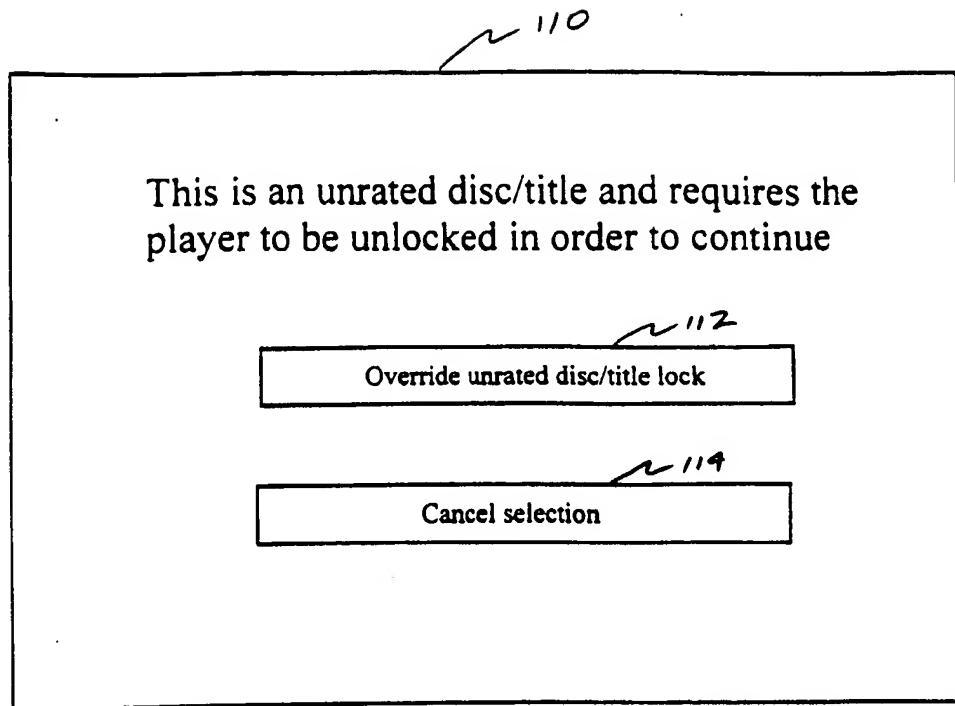 110
This is an unrated disc/title and requires the
player to be unlocked in order to continue
112
Override unrated disc/title lock
114
Cancel selection